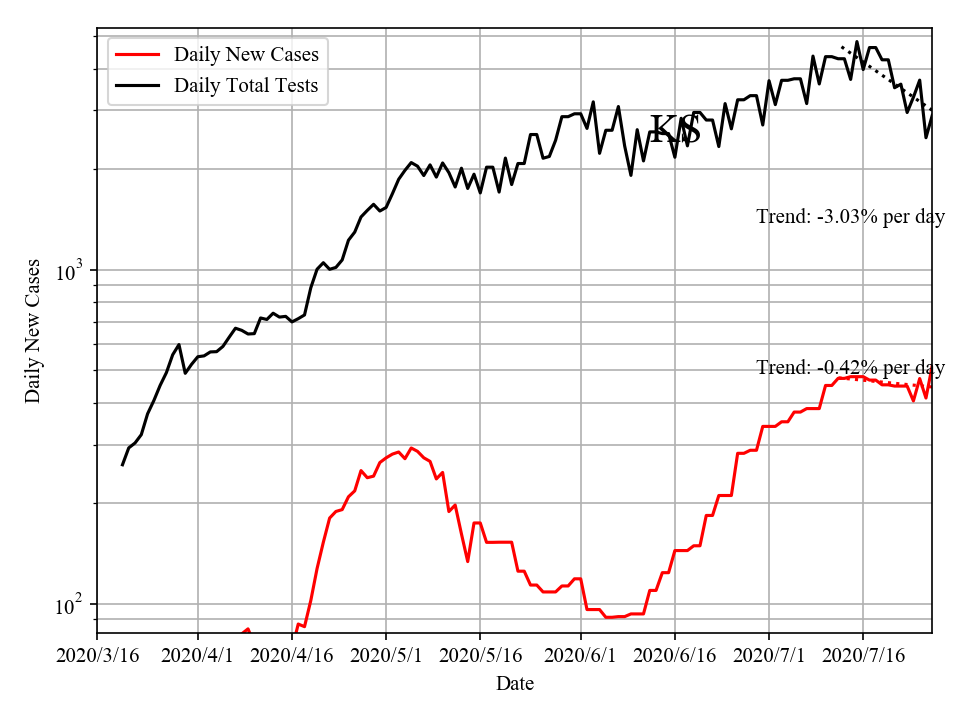 Daily New Cases
Daily Total Tests
KS
Trend: -3.03% per day
Trend: -0.42% per day
10³
10²
Daily New Cases
2020/3/16 2020/4/1 2020/4/16 2020/5/1 2020/5/16 2020/6/1 2020/6/16 2020/7/1 2020/7/16
Date